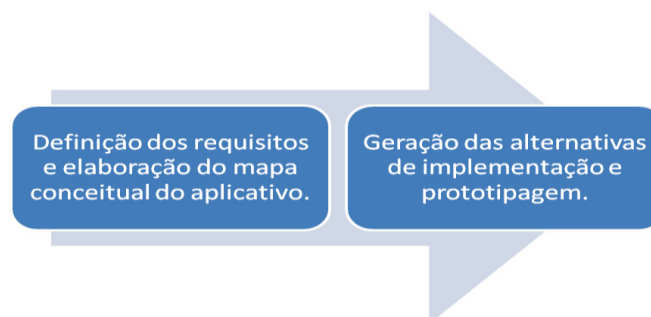 Definição dos requisitos
e elaboração do mapa
conceitual do aplicativo.
Geração das alternativas
de implementação e
prototipagem.